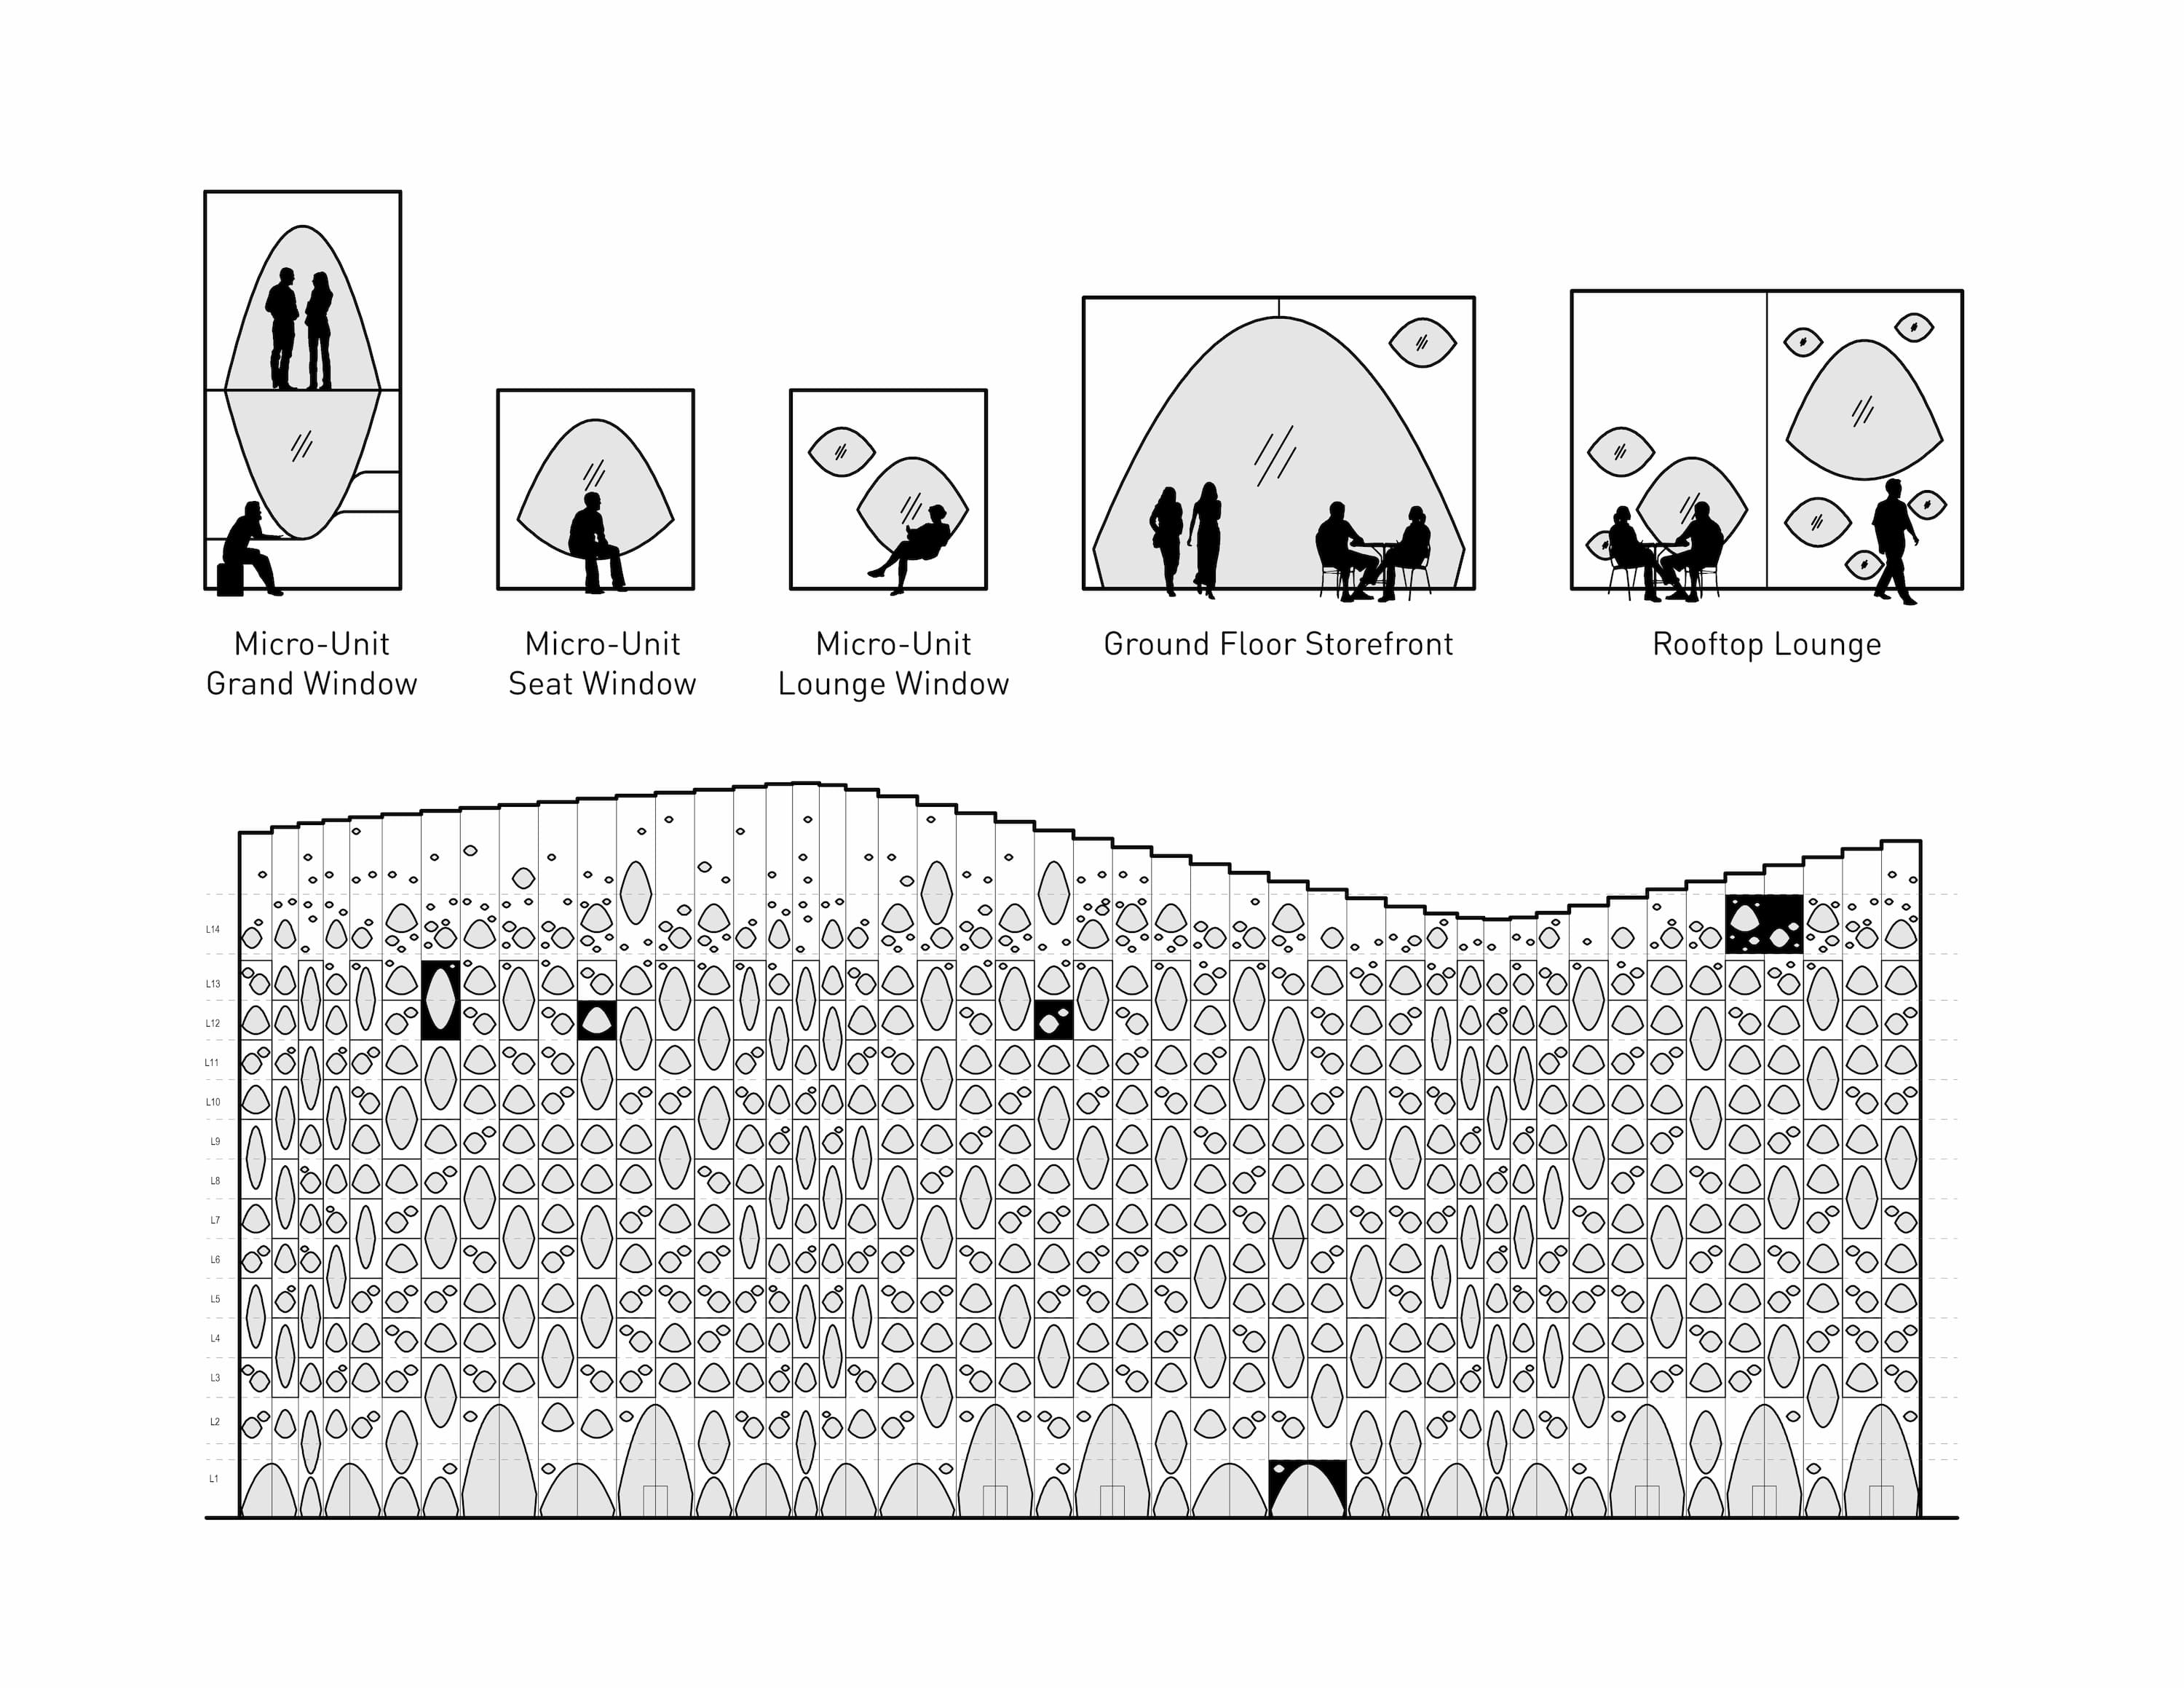 Micro-Unit
Grand Window
Micro-Unit
Seat Window
Micro-Unit
Lounge Window
Ground Floor Storefront
Rooftop Lounge
L14
L13
L12
L11
L10
L9
L8
L7
L6
L5
L4
L3
L2
L1